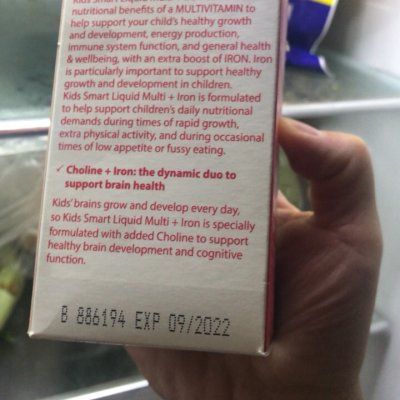 nutritional benefits of a MULTIVITAMIN to
help support your child's healthy growth
and development, energy production,
immune system function, and general health
& wellbeing, with an extra boost of IRON. Iron
is particularly important to support healthy
growth and development in children.
Kids Smart Liquid Multi + Iron is formulated
to help support children's daily nutritional
demands during times of rapid growth,
extra physical activity, and during occasional
times of low appetite or fussy eating.
✓ Choline + Iron: the dynamic duo to
support brain health
Kids' brains grow and develop every day,
so Kids Smart Liquid Multi + Iron is specially
formulated with added Choline to support
healthy brain development and cognitive
function.
B 886194 EXP 09/2022